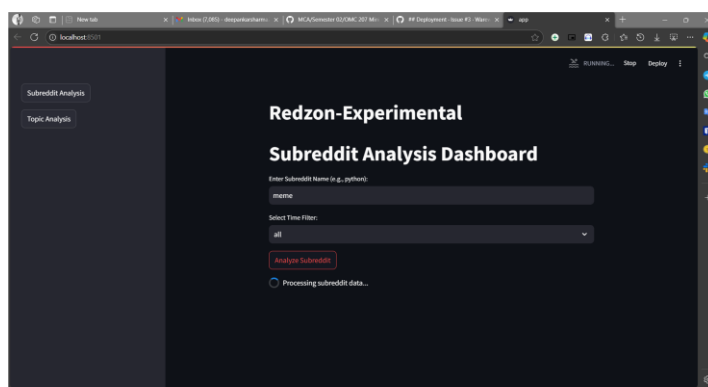 New tab
Inbox (7,085) - deepankarsharma
MCA/Semester 02/OMC 207 Min
## Deployment -Issue #3 · Wann
app
localhost:8501
RUNNING...
Stop
Deploy
Subreddit Analysis
Topic Analysis
Redzon-Experimental
Subreddit Analysis Dashboard
Enter Subreddit Name (e.g., python):
meme
Select Time Filter:
all
Analyze Subreddit
Processing subreddit data...